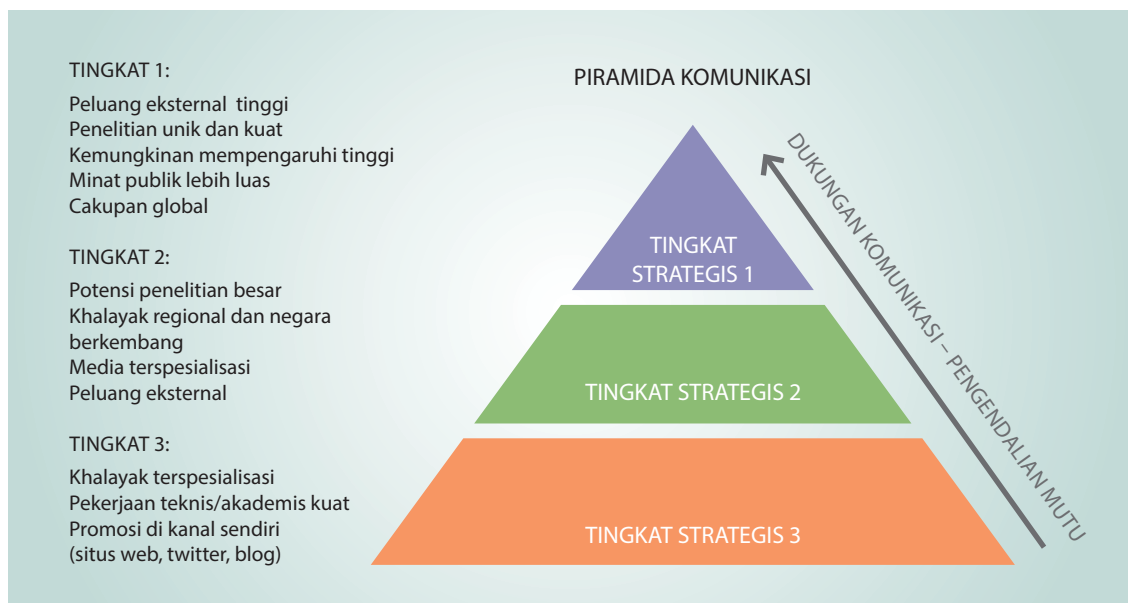 TINGKAT 1:
Peluang eksternal tinggi
Penelitian unik dan kuat
Kemungkinan mempengaruhi tinggi
Minat publik lebih luas
Cakupan global
TINGKAT 2:
Potensi penelitian besar
Khalayak regional dan negara
berkembang
Media terspesialisasi
Peluang eksternal
TINGKAT 3:
Khalayak terspesialisasi
Pekerjaan teknis/akademis kuat
Promosi di kanal sendiri
(situs web, twitter, blog)
PIRAMIDA KOMUNIKASI
TINGKAT
STRATEGIS 1
TINGKAT STRATEGIS 2
TINGKAT STRATEGIS 3
DUKUNGAN KOMUNIKASI – PENGENDALIAN MUTU